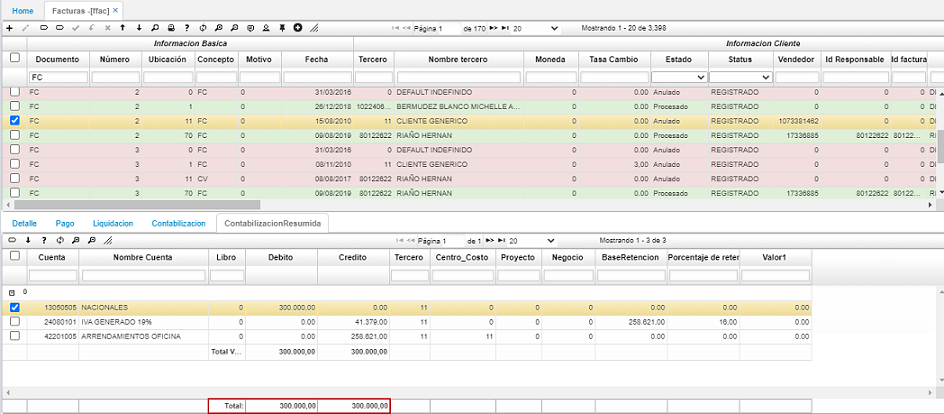 Home Facturas -[ffac] ×
Página 1 de 170 20 Mostrando 1 - 20 de 3,398
Informacion Basica Informacion Cliente
Documento Número Ubicación Concepto Motivo Fecha Tercero Nombre tercero Moneda Tasa Cambio Estado Status Vendedor Id Responsable Id factura
FC
FC 2 0 FC 0 31/03/2016 0 DEFAULT INDEFINIDO 0 0.00 Anulado REGISTRADO 0 0 0 DE
FC 2 1 0 26/12/2018 1022406... BERMUDEZ BLANCO MICHELLE A... 0 0.00 Procesado REGISTRADO 0 0 0 BE
FC 2 11 FC 0 15/08/2010 11 CLIENTE GENERICO 0 0.00 Anulado REGISTRADO 1073381462 0 0
FC 2 70 FC 0 09/08/2019 80122622 RIAÑO HERNAN 0 0.00 Procesado REGISTRADO 17336885 80122622 80122...
FC 3 0 FC 0 31/03/2016 0 DEFAULT INDEFINIDO 0 0.00 Anulado REGISTRADO 0 0 0 DE
FC 3 1 FC 0 08/11/2010 11 CLIENTE GENERICO 0 3,00 Anulado REGISTRADO 0 0 0
FC 3 11 CV 0 08/08/2017 80122622 RIAÑO HERNAN 0 0.00 Anulado REGISTRADO 0 0 0
FC 3 70 FC 0 09/08/2019 80122622 RIAÑO HERNAN 0 0.00 Procesado REGISTRADO 17336885 80122622 80122...
Detalle Pago Liquidacion Contabilizacion ContabilizacionResumida
Página 1 de 1 20 Mostrando 1 - 3 de 3
Cuenta Nombre Cuenta Libro Debito Credito Tercero Centro_Costo Proyecto Negocio BaseRetencion Porcentaje de reter Valor1
0
13050505 NACIONALES 0 300.000,00 0.00 11 0 0 0 0.00 0.00 0.00
24080101 IVA GENERADO 19% 0 0.00 41.379,00 11 0 0 0 258.621,00 16,00 0.00
42201005 ARRENDAMIENTOS OFICINA 0 0.00 258.621,00 11 11 0 0 0.00 0.00 0.00
Total V... 300.000,00 300.000,00
Total: 300.000,00 300.000,00